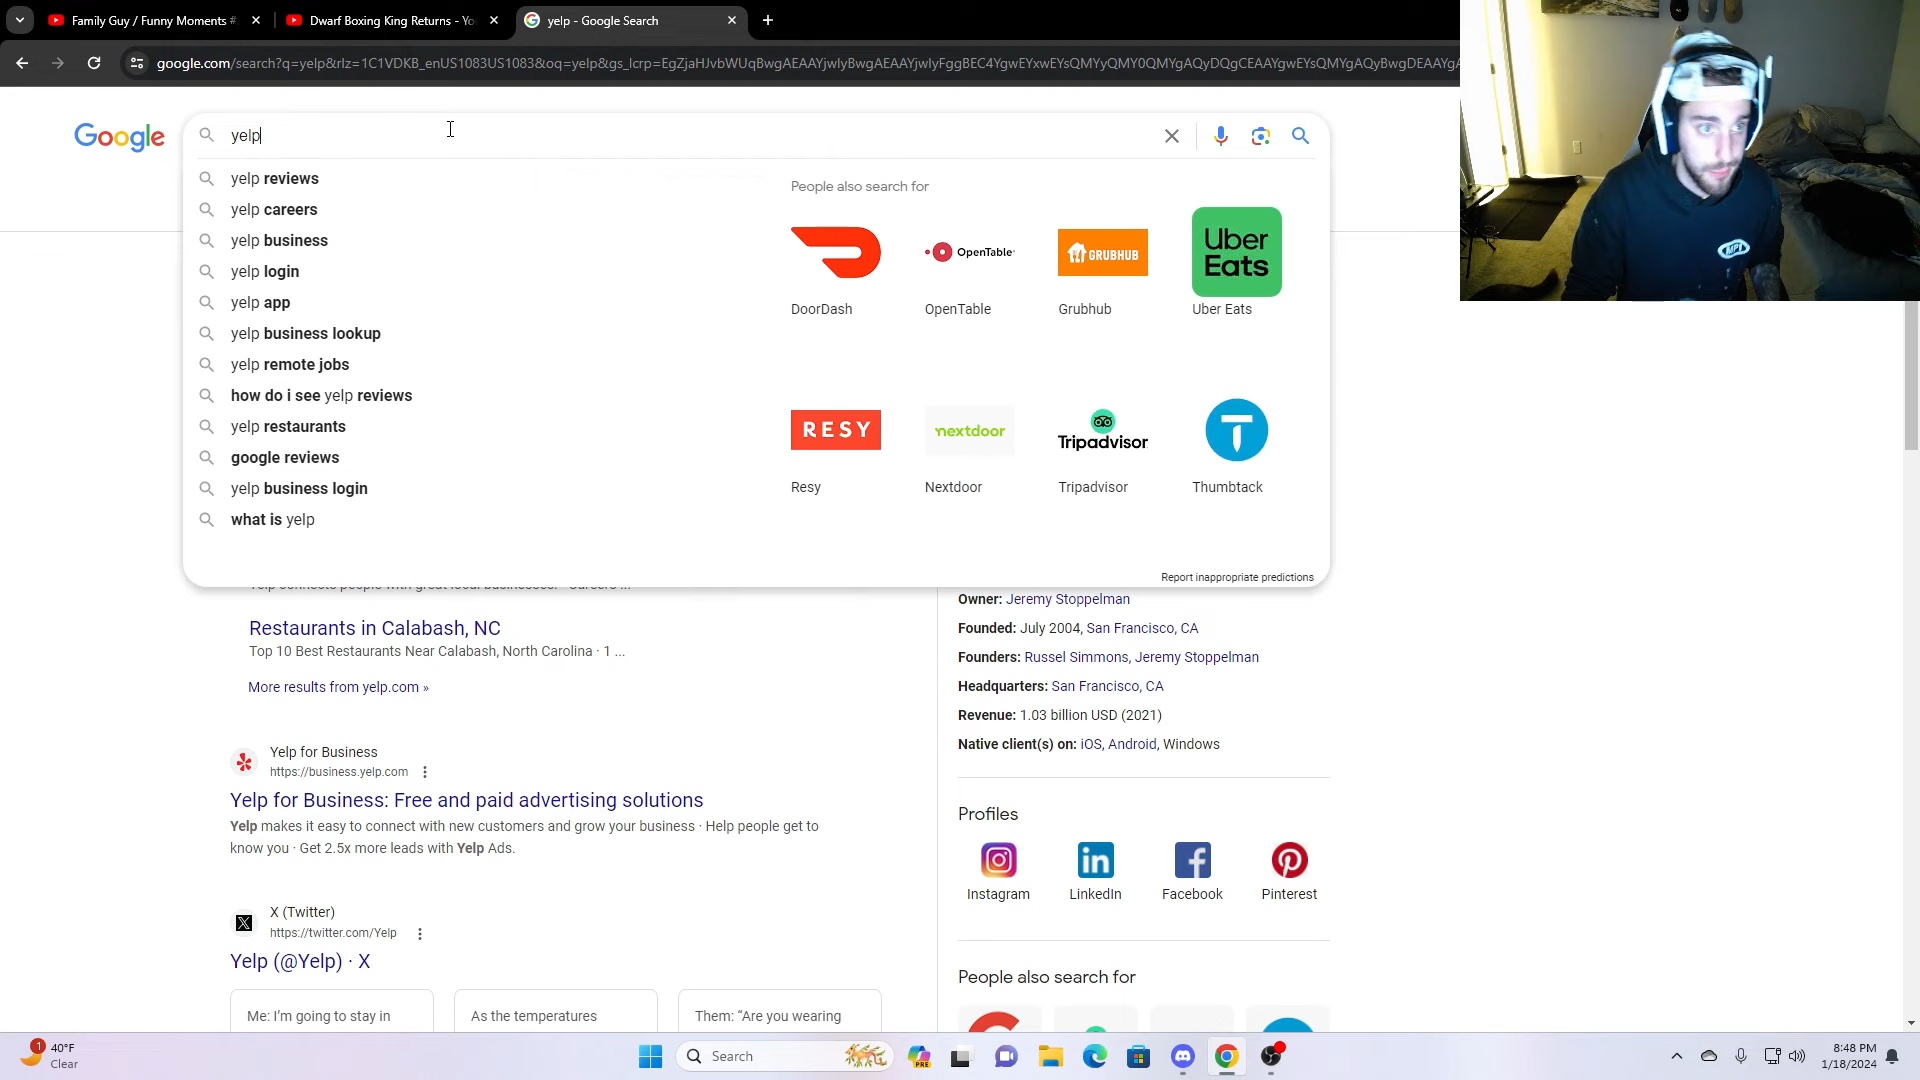 Family Guy / Funny Moments #
Dwarf Boxing King Returns - Yo
yelp - Google Search
google.com/search?q=yelp&rlz=1C1VDKB_enUS1083US1083&oq=yelp&gs_lcrp=
Google
yelp
yelp reviews
yelp careers
yelp business
yelp login
yelp app
yelp business lookup
yelp remote jobs
how do i see yelp reviews
yelp restaurants
google reviews
yelp business login
what is yelp
People also search for
OpenTable
GRUBHUB
Uber
Eats
DoorDash
OpenTable
Grubhub
Uber Eats
RESY
nextdoor
Tripadvisor
Resy
Nextdoor
Tripadvisor
Thumbtack
Report inappropriate predictions
Restaurants in Calabash, NC
Top 10 Best Restaurants Near Calabash, North Carolina · 1 ...
More results from yelp.com »
Yelp for Business
https://business.yelp.com
Yelp for Business: Free and paid advertising solutions
Yelp makes it easy to connect with new customers and grow your business · Help people get to
know you · Get 2.5x more leads with Yelp Ads.
X (Twitter)
https://twitter.com/Yelp
Yelp (@Yelp) · X
Me: I'm going to stay in
As the temperatures
Them: “Are you wearing
Owner: Jeremy Stoppelman
Founded: July 2004, San Francisco, CA
Founders: Russel Simmons, Jeremy Stoppelman
Headquarters: San Francisco, CA
Revenue: 1.03 billion USD (2021)
Native client(s) on: iOS, Android, Windows
Profiles
Instagram
LinkedIn
Facebook
Pinterest
People also search for
1
40°F
Clear
Search
PRE
8:48 PM
1/18/2024